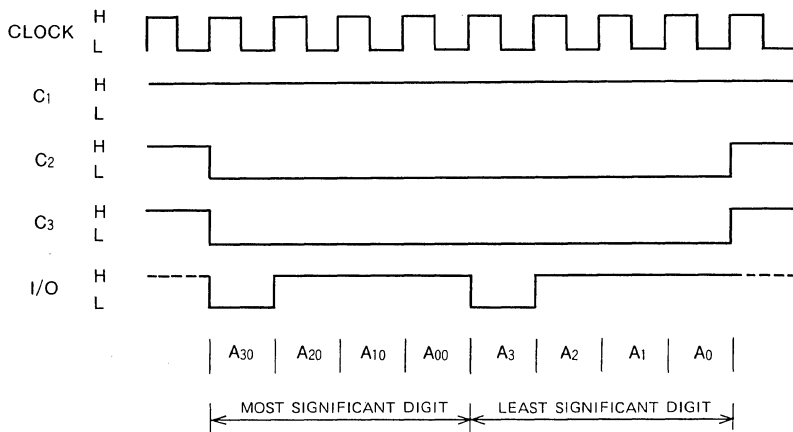 CLOCK H
L
C1 H
L
C2 H
L
C3 H
L
I/O H
L
A30 A20 A10 A00 A3 A2 A1 A0
MOST SIGNIFICANT DIGIT LEAST SIGNIFICANT DIGIT